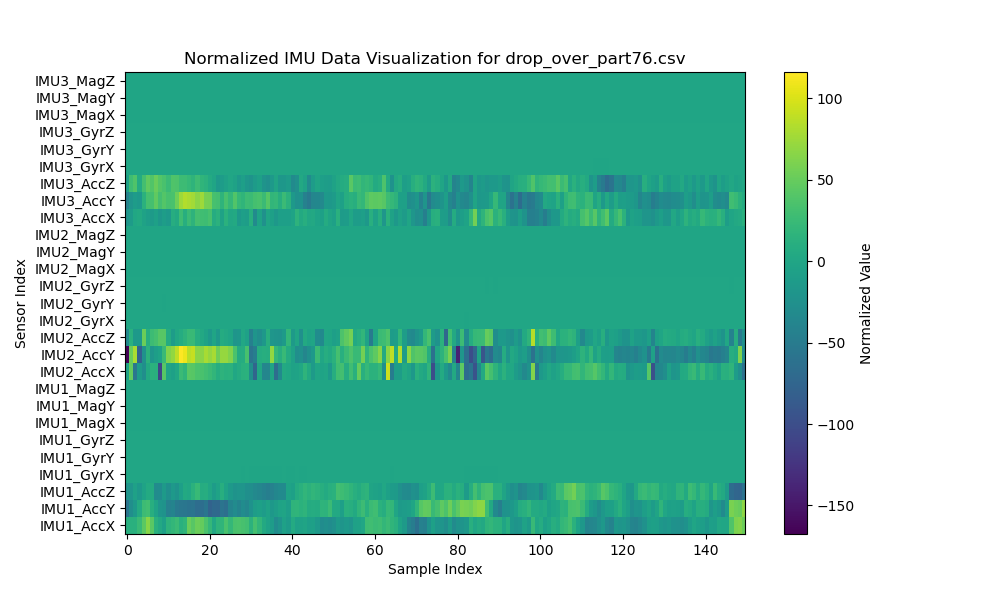 Normalized IMU Data Visualization for drop_over_part76.csv
Sensor Index
IMU3_MagZ
IMU3_MagY
IMU3_MagX
IMU3_GyrZ
IMU3_GyrY
IMU3_GyrX
IMU3_AccZ
IMU3_AccY
IMU3_AccX
IMU2_MagZ
IMU2_MagY
IMU2_MagX
IMU2_GyrZ
IMU2_GyrY
IMU2_GyrX
IMU2_AccZ
IMU2_AccY
IMU2_AccX
IMU1_MagZ
IMU1_MagY
IMU1_MagX
IMU1_GyrZ
IMU1_GyrY
IMU1_GyrX
IMU1_AccZ
IMU1_AccY
IMU1_AccX
0 20 40 60 80 100 120 140
Sample Index
100
50
0
−50
−100
−150
Normalized Value